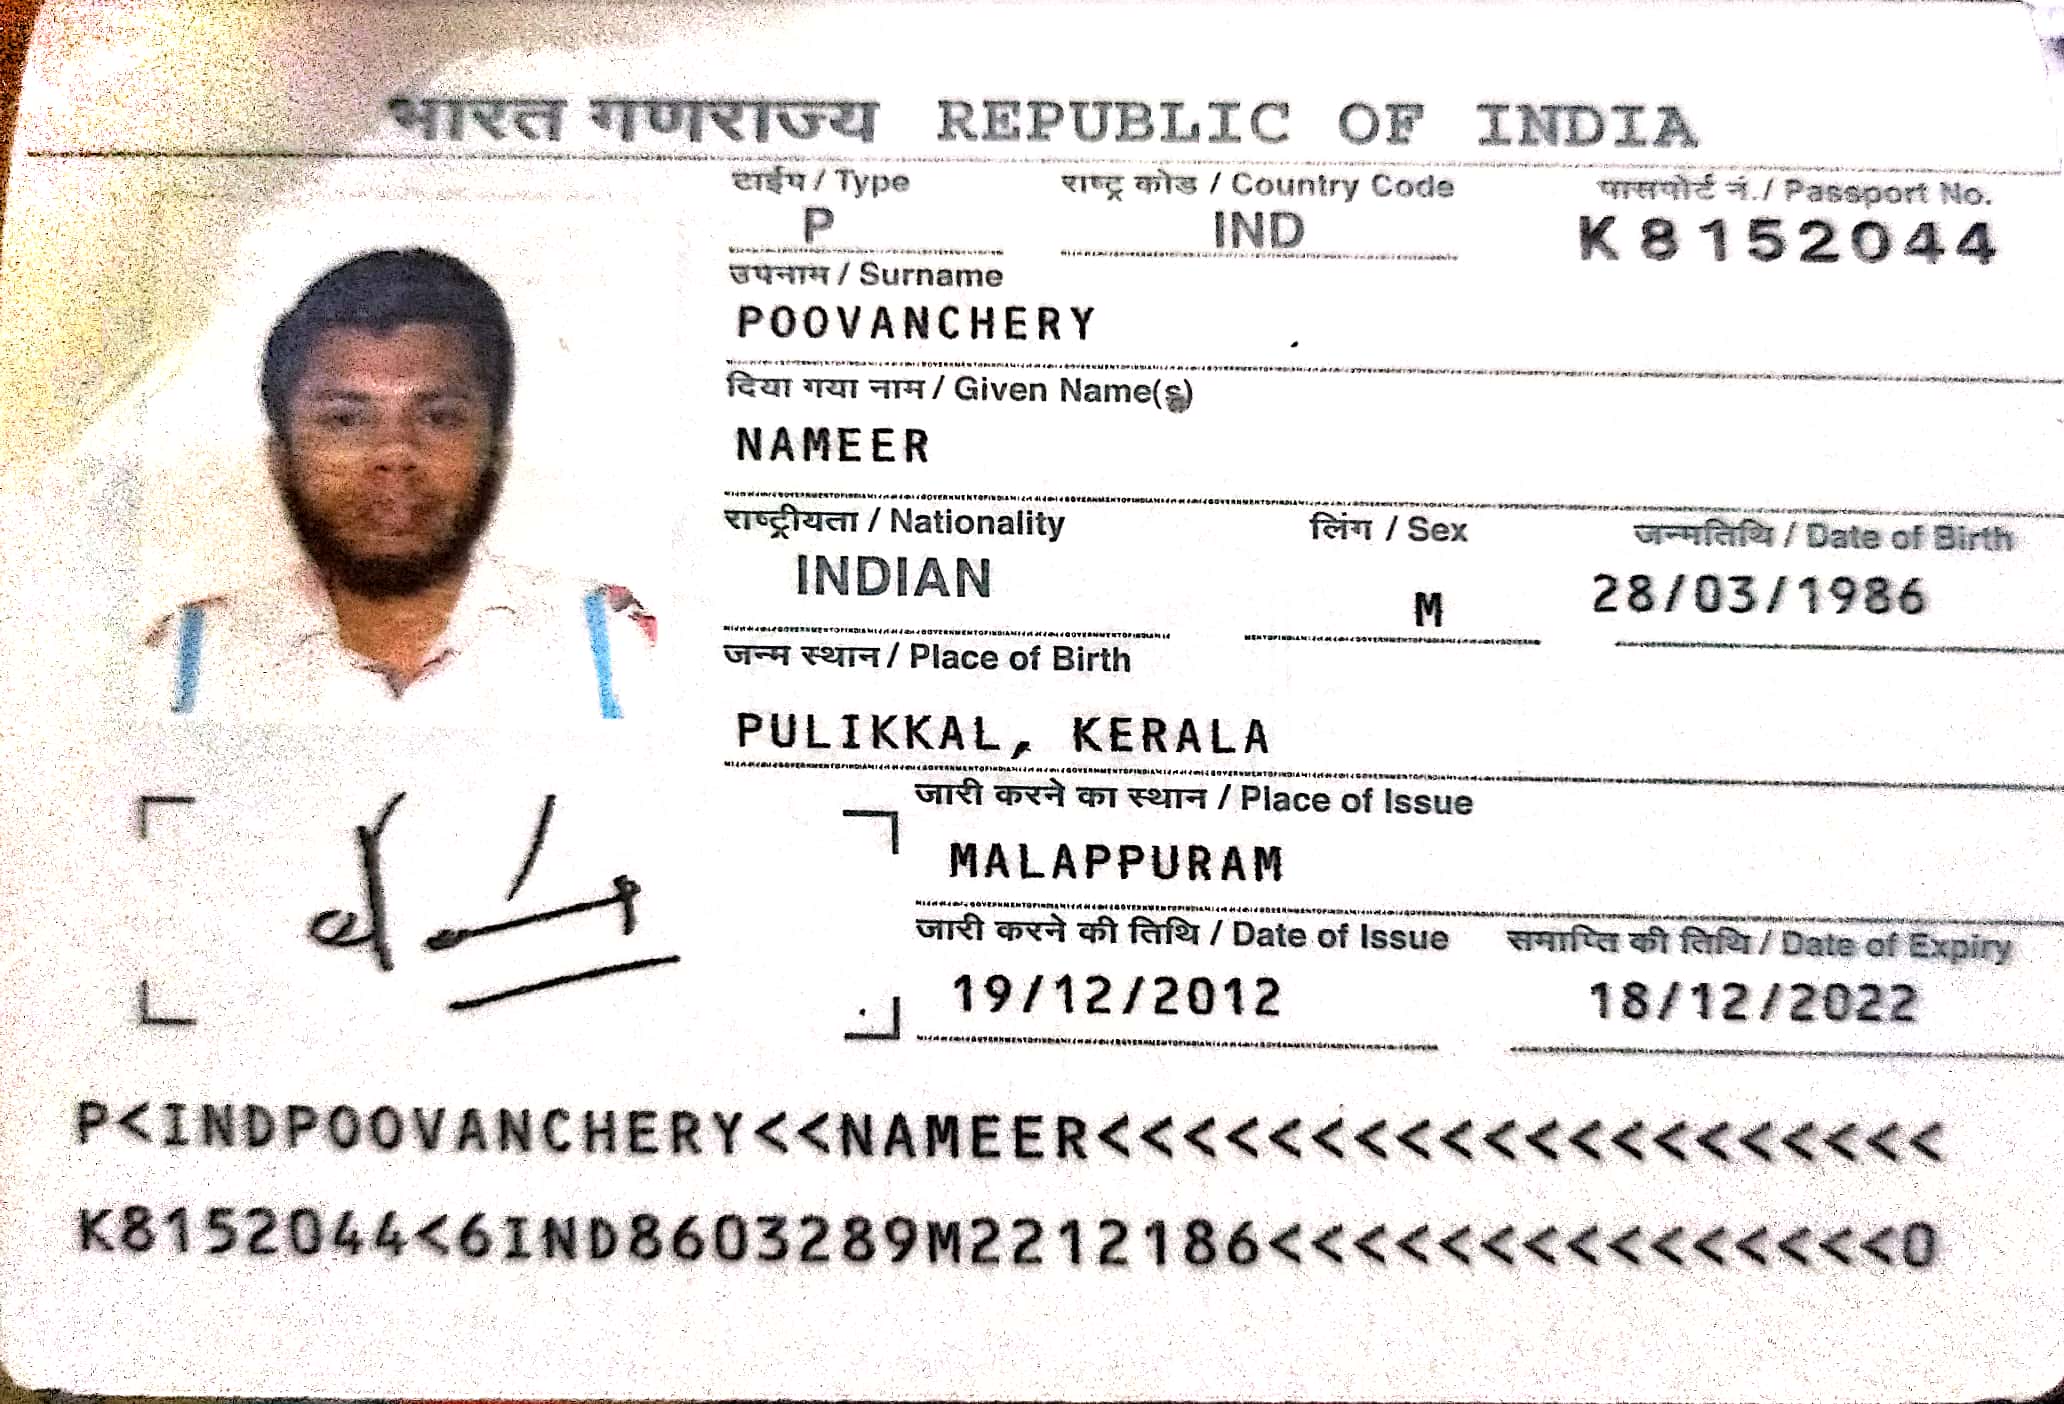 भारत गणराज्य REPUBLIC OF INDIA
टाईप / Type राष्ट्र कोड / Country Code पासपोर्ट नं./ Passport No.
P IND K8152044
उपनाम / Surname
POOVANCHERY
दिया गया नाम / Given Name(s)
NAMEER
राष्ट्रीयता / Nationality लिंग / Sex जन्मतिथि / Date of Birth
INDIAN M 28/03/1986
जन्म स्थान / Place of Birth
PULIKKAL, KERALA
जारी करने का स्थान / Place of Issue
MALAPPURAM
जारी करने की तिथि / Date of Issue समाप्ति की तिथि / Date of Expiry
19/12/2012 18/12/2022
P<INDPOOVANCHERY<<NAMEER<<<<<<<<<<<<<<<<<<<<
K8152044<6IND8603289M2212186<<<<<<<<<<<<<<<0